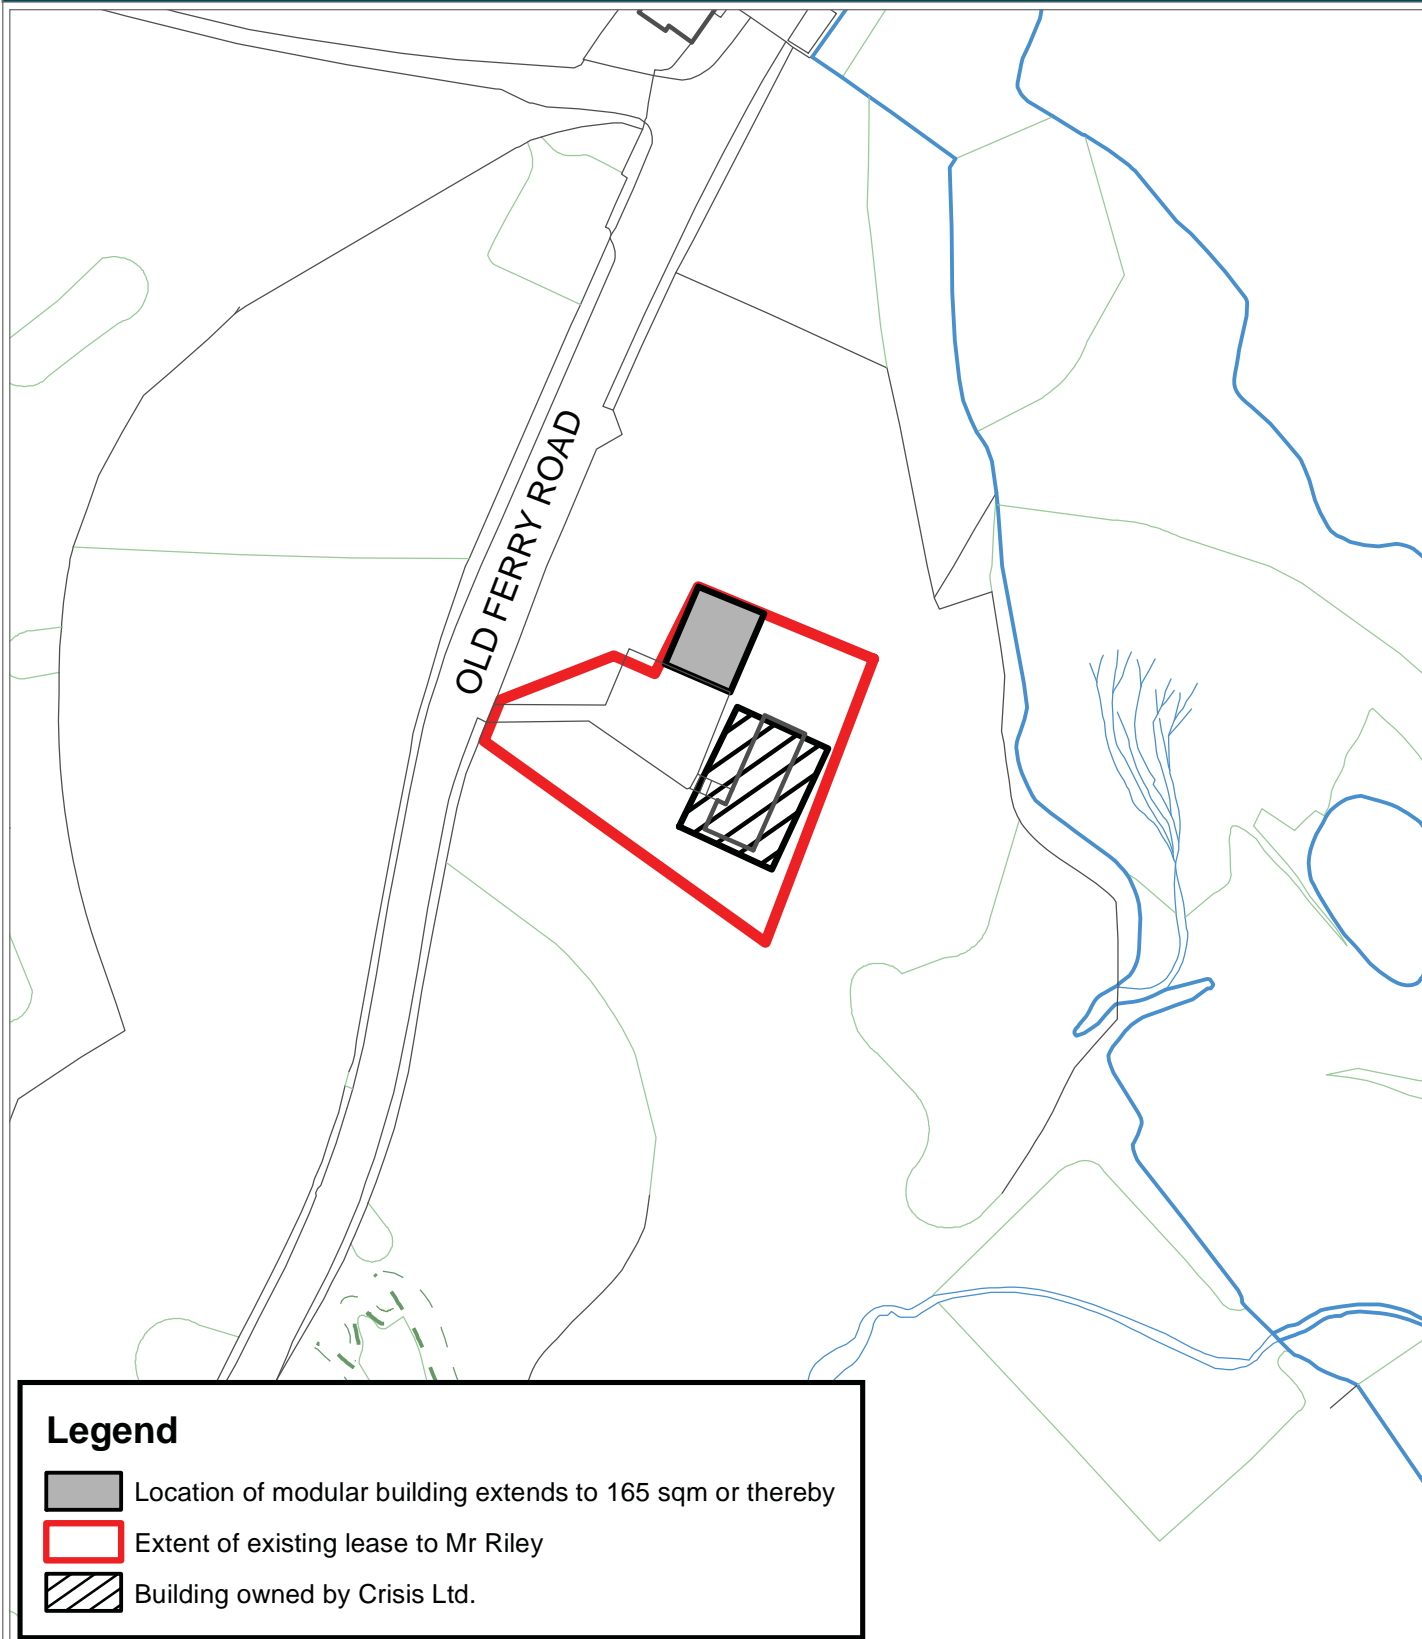 OLD FERRY ROAD
Legend
Location of modular building extends to 165 sqm or thereby
Extent of existing lease to Mr Riley
Building owned by Crisis Ltd.